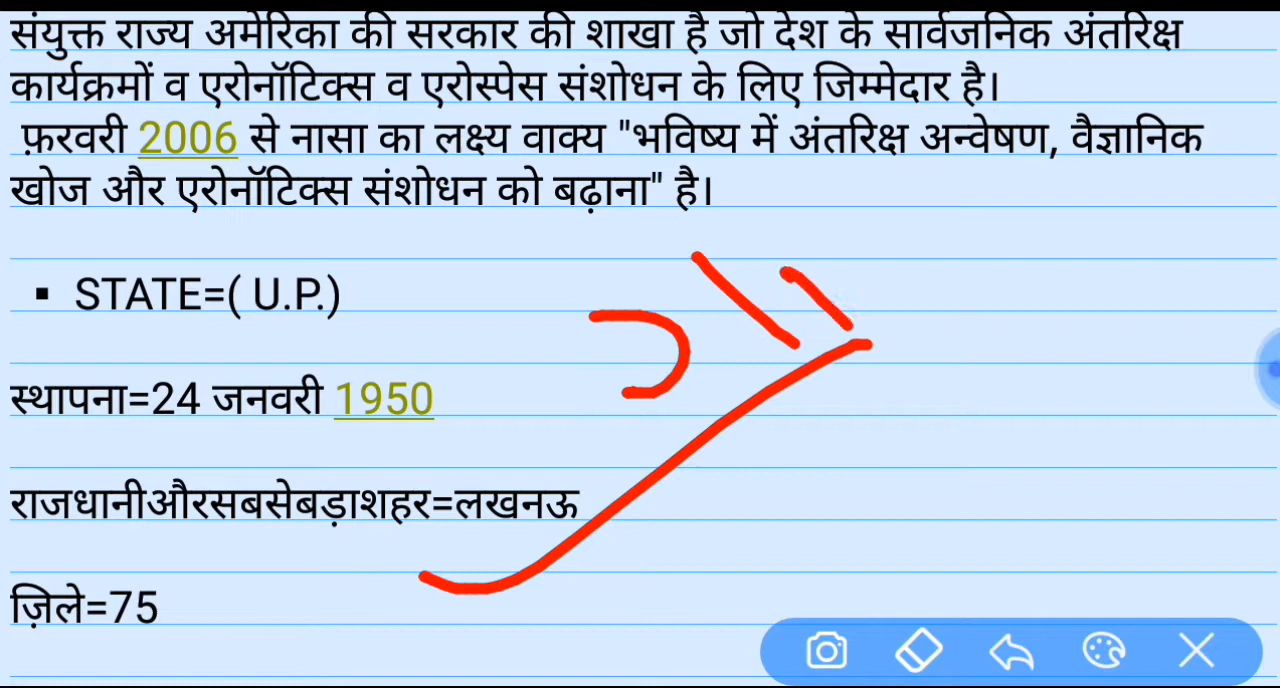 संयुक्त राज्य अमेरिका की सरकार की शाखा है जो देश के सार्वजनिक अंतरिक्ष
कार्यक्रमों व एरोनॉटिक्स व एरोस्पेस संशोधन के लिए जिम्मेदार है।
फ़रवरी 2006 से नासा का लक्ष्य वाक्य "भविष्य में अंतरिक्ष अन्वेषण, वैज्ञानिक
खोज और एरोनॉटिक्स संशोधन को बढ़ाना" है।
▪ STATE=( U.P.)
स्थापना=24 जनवरी 1950
राजधानीऔरसबसेबड़ाशहर=लखनऊ
ज़िले=75